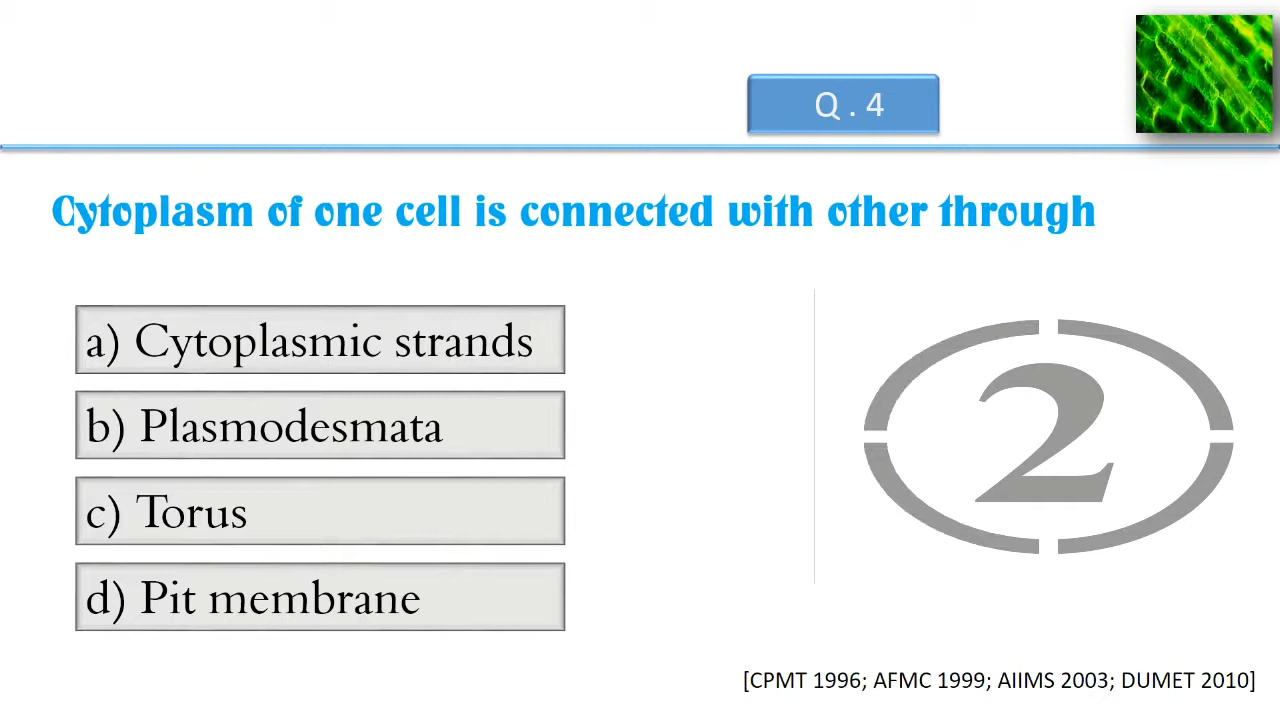 Q . 4
Cytoplasm of one cell is connected with other through
a) Cytoplasmic strands
b) Plasmodesmata
c) Torus
d) Pit membrane
2
[CPMT 1996; AFMC 1999; AIIMS 2003; DUMET 2010]